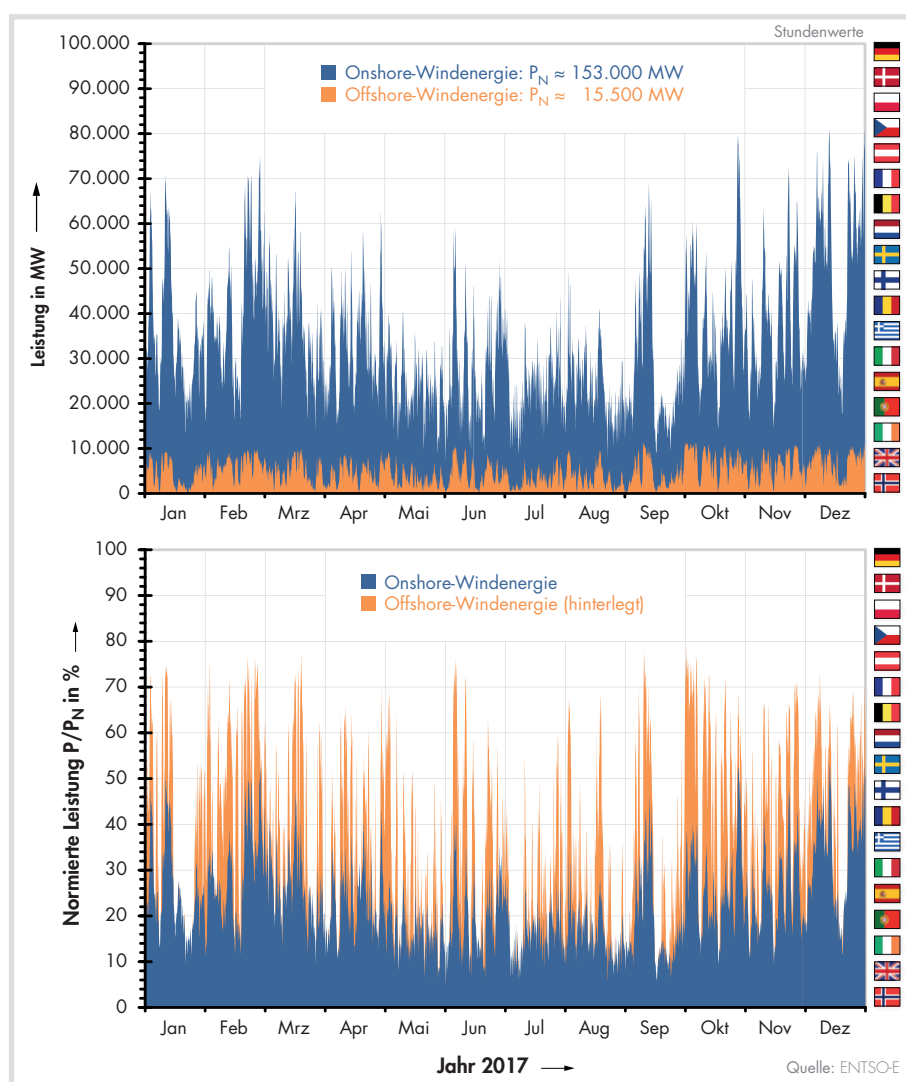 Stundenwerte
100.000
90.000
80.000
70.000
60.000
50.000
40.000
30.000
20.000
10.000
0
Leistung in MW
Onshore-Windenergie: PN ≈ 153.000 MW
Offshore-Windenergie: PN ≈ 15.500 MW
Jan Feb Mrz Apr Mai Jun Jul Aug Sep Okt Nov Dez
100
90
80
70
60
50
40
30
20
10
0
Normierte Leistung P/PN in %
Onshore-Windenergie
Offshore-Windenergie (hinterlegt)
Jan Feb Mrz Apr Mai Jun Jul Aug Sep Okt Nov Dez
Jahr 2017
Quelle: ENTSO-E